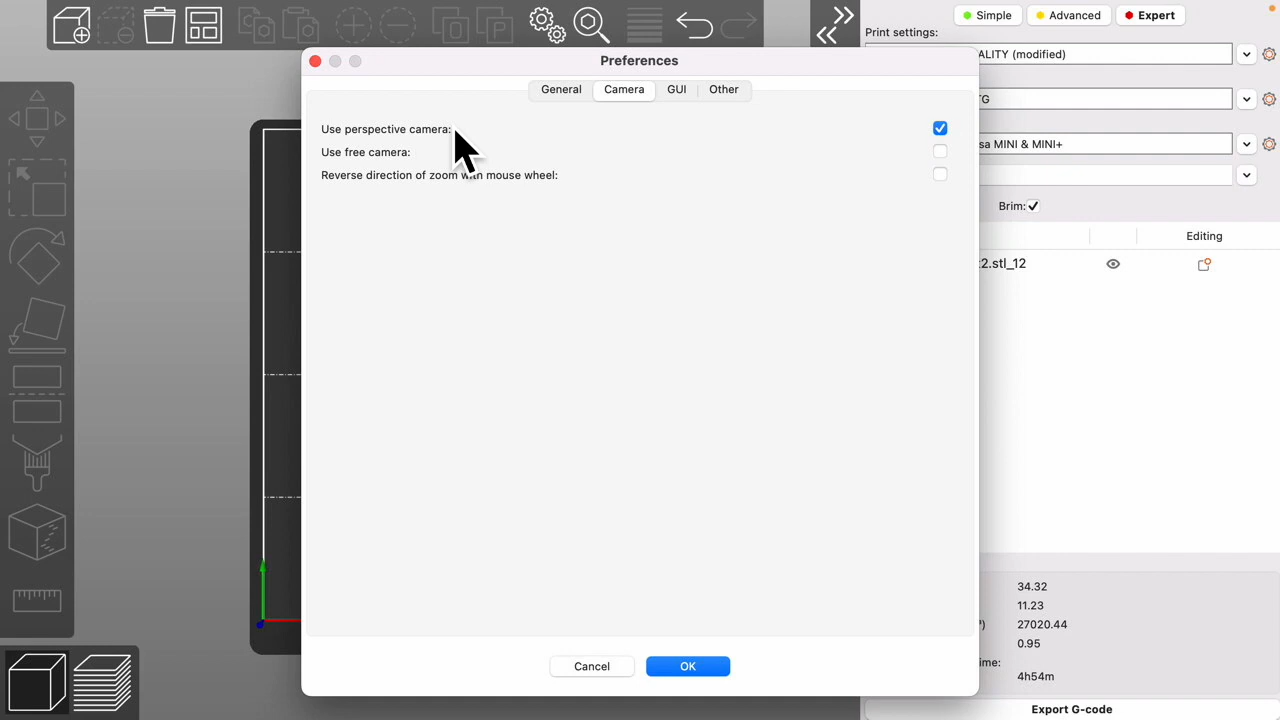 Simple
Advanced
Expert
Print settings:
ALITY (modified)
Preferences
General
Camera
GUI
Other
Use perspective camera:
Use free camera:
Reverse direction of zoom with mouse wheel:
sa MINI & MINI+
Brim:
Editing
2.stl_12
34.32
11.23
27020.44
0.95
ime:
4h54m
Cancel
OK
Export G-code